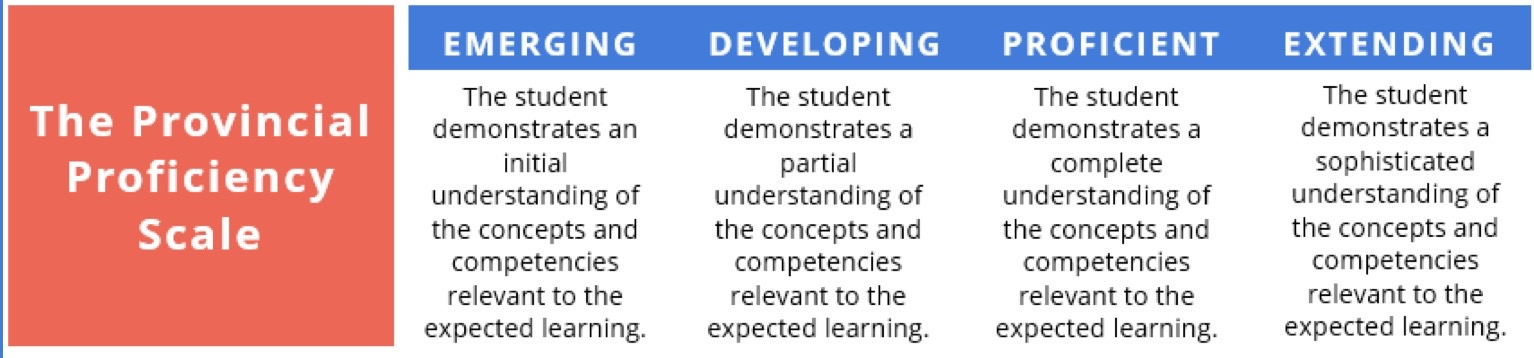 The Provincial
Proficiency
Scale
EMERGING
The student
demonstrates an
initial
understanding of
the concepts and
competencies
relevant to the
expected learning.
DEVELOPING
The student
demonstrates a
partial
understanding of
the concepts and
competencies
relevant to the
expected learning.
PROFICIENT
The student
demonstrates a
complete
understanding of
the concepts and
competencies
relevant to the
expected learning.
EXTENDING
The student
demonstrates a
sophisticated
understanding of
the concepts and
competencies
relevant to the
expected learning.